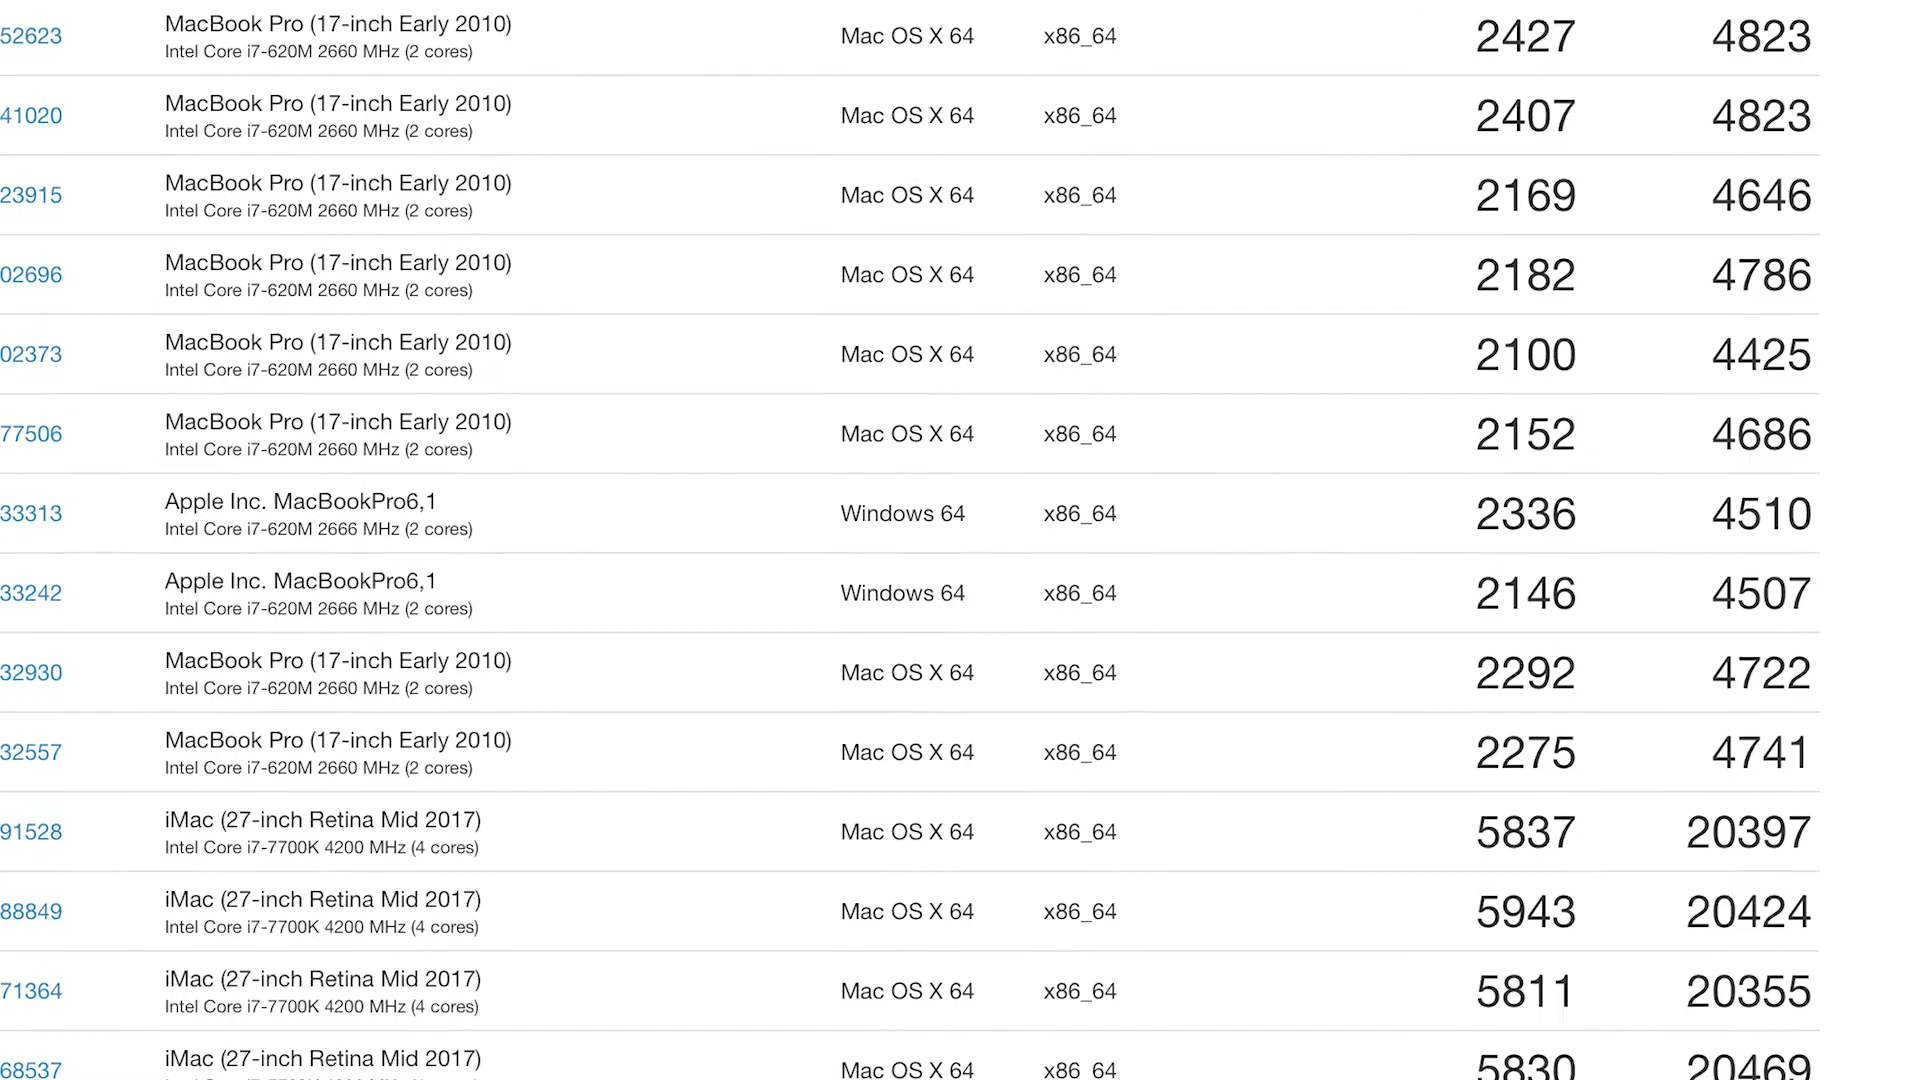 52623 MacBook Pro (17-inch Early 2010) Mac OS X 64 x86_64 2427 4823
Intel Core i7-620M 2660 MHz (2 cores)
41020 MacBook Pro (17-inch Early 2010) Mac OS X 64 x86_64 2407 4823
Intel Core i7-620M 2660 MHz (2 cores)
23915 MacBook Pro (17-inch Early 2010) Mac OS X 64 x86_64 2169 4646
Intel Core i7-620M 2660 MHz (2 cores)
02696 MacBook Pro (17-inch Early 2010) Mac OS X 64 x86_64 2182 4786
Intel Core i7-620M 2660 MHz (2 cores)
02373 MacBook Pro (17-inch Early 2010) Mac OS X 64 x86_64 2100 4425
Intel Core i7-620M 2660 MHz (2 cores)
77506 MacBook Pro (17-inch Early 2010) Mac OS X 64 x86_64 2152 4686
Intel Core i7-620M 2660 MHz (2 cores)
33313 Apple Inc. MacBookPro6,1 Windows 64 x86_64 2336 4510
Intel Core i7-620M 2666 MHz (2 cores)
33242 Apple Inc. MacBookPro6,1 Windows 64 x86_64 2146 4507
Intel Core i7-620M 2666 MHz (2 cores)
32930 MacBook Pro (17-inch Early 2010) Mac OS X 64 x86_64 2292 4722
Intel Core i7-620M 2660 MHz (2 cores)
32557 MacBook Pro (17-inch Early 2010) Mac OS X 64 x86_64 2275 4741
Intel Core i7-620M 2660 MHz (2 cores)
91528 iMac (27-inch Retina Mid 2017) Mac OS X 64 x86_64 5837 20397
Intel Core i7-7700K 4200 MHz (4 cores)
88849 iMac (27-inch Retina Mid 2017) Mac OS X 64 x86_64 5943 20424
Intel Core i7-7700K 4200 MHz (4 cores)
71364 iMac (27-inch Retina Mid 2017) Mac OS X 64 x86_64 5811 20355
Intel Core i7-7700K 4200 MHz (4 cores)
68537 iMac (27-inch Retina Mid 2017) Mac OS X 64 x86_64 5830 20469